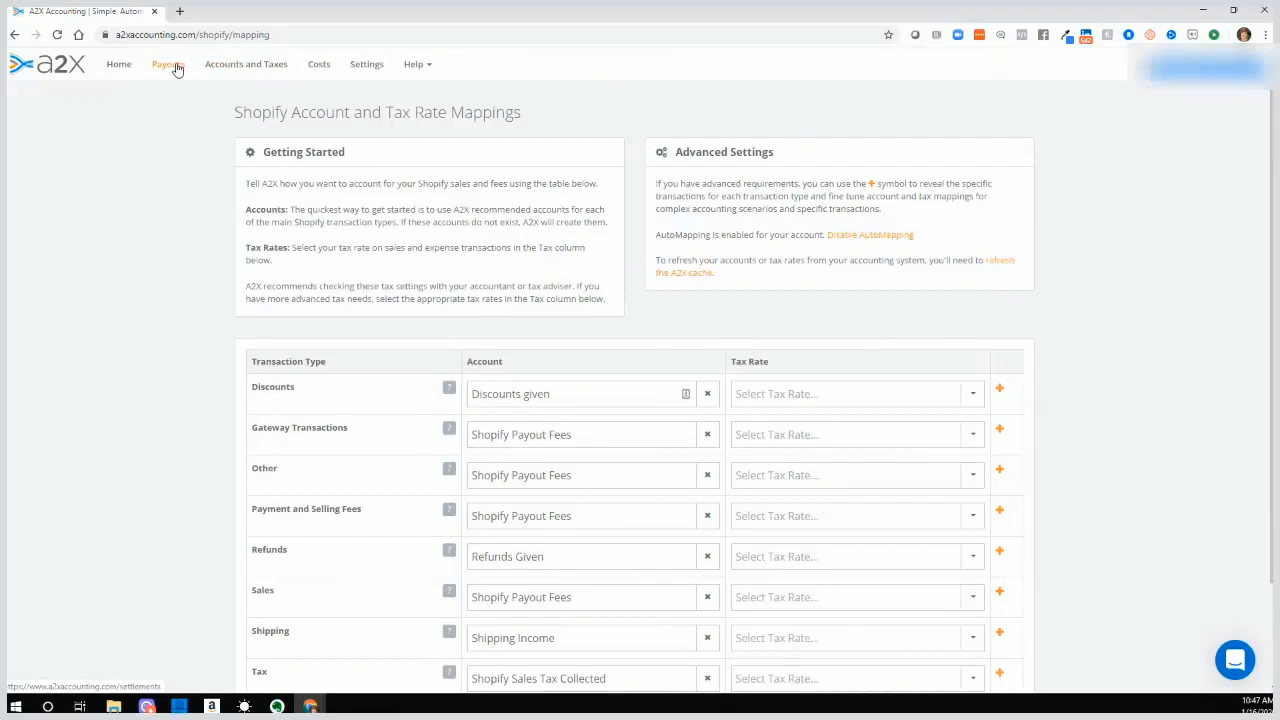 A2X Accounting | Simple, Autom
a2xaccounting.com/shopify/mapping
542
a2x
Home
Payouts
Accounts and Taxes
Costs
Settings
Help
Shopify Account and Tax Rate Mappings
Getting Started
Tell A2X how you want to account for your Shopify sales and fees using the table below.
Accounts: The quickest way to get started is to use A2X recommended accounts for each
of the main Shopify transaction types. If these accounts do not exist, A2X will create them.
Tax Rates: Select your tax rate on sales and expense transactions in the Tax column
below.
A2X recommends checking these tax settings with your accountant or tax adviser. If you
have more advanced tax needs, select the appropriate tax rates in the Tax column below.
Advanced Settings
If you have advanced requirements, you can use the + symbol to reveal the specific
transactions for each transaction type and fine tune account and tax mappings for
complex accounting scenarios and specific transactions.
AutoMapping is enabled for your account. Disable AutoMapping
To refresh your accounts or tax rates from your accounting system, you'll need to refresh
the A2X cache.
Transaction Type Account Tax Rate
Discounts ? Discounts given Select Tax Rate...
Gateway Transactions ? Shopify Payout Fees Select Tax Rate...
Other ? Shopify Payout Fees Select Tax Rate...
Payment and Selling Fees ? Shopify Payout Fees Select Tax Rate...
Refunds ? Refunds Given Select Tax Rate...
Sales ? Shopify Payout Fees Select Tax Rate...
Shipping ? Shipping Income Select Tax Rate...
Tax ? Shopify Sales Tax Collected Select Tax Rate...
https://www.a2xaccounting.com/settlements
10:47 AM